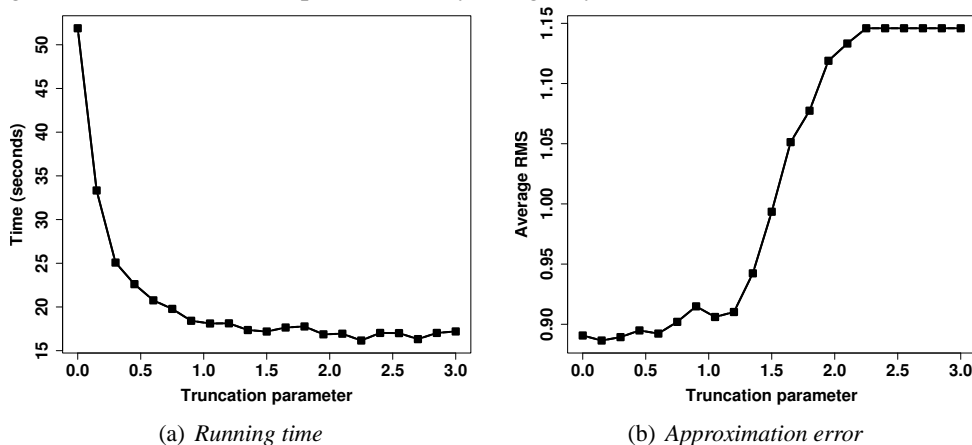 50
45
40
35
30
25
20
15
Time (seconds)
0.0 0.5 1.0 1.5 2.0 2.5 3.0
Truncation parameter
(a) Running time
1.15
1.10
1.05
1.00
0.95
0.90
Average RMS
0.0 0.5 1.0 1.5 2.0 2.5 3.0
Truncation parameter
(b) Approximation error